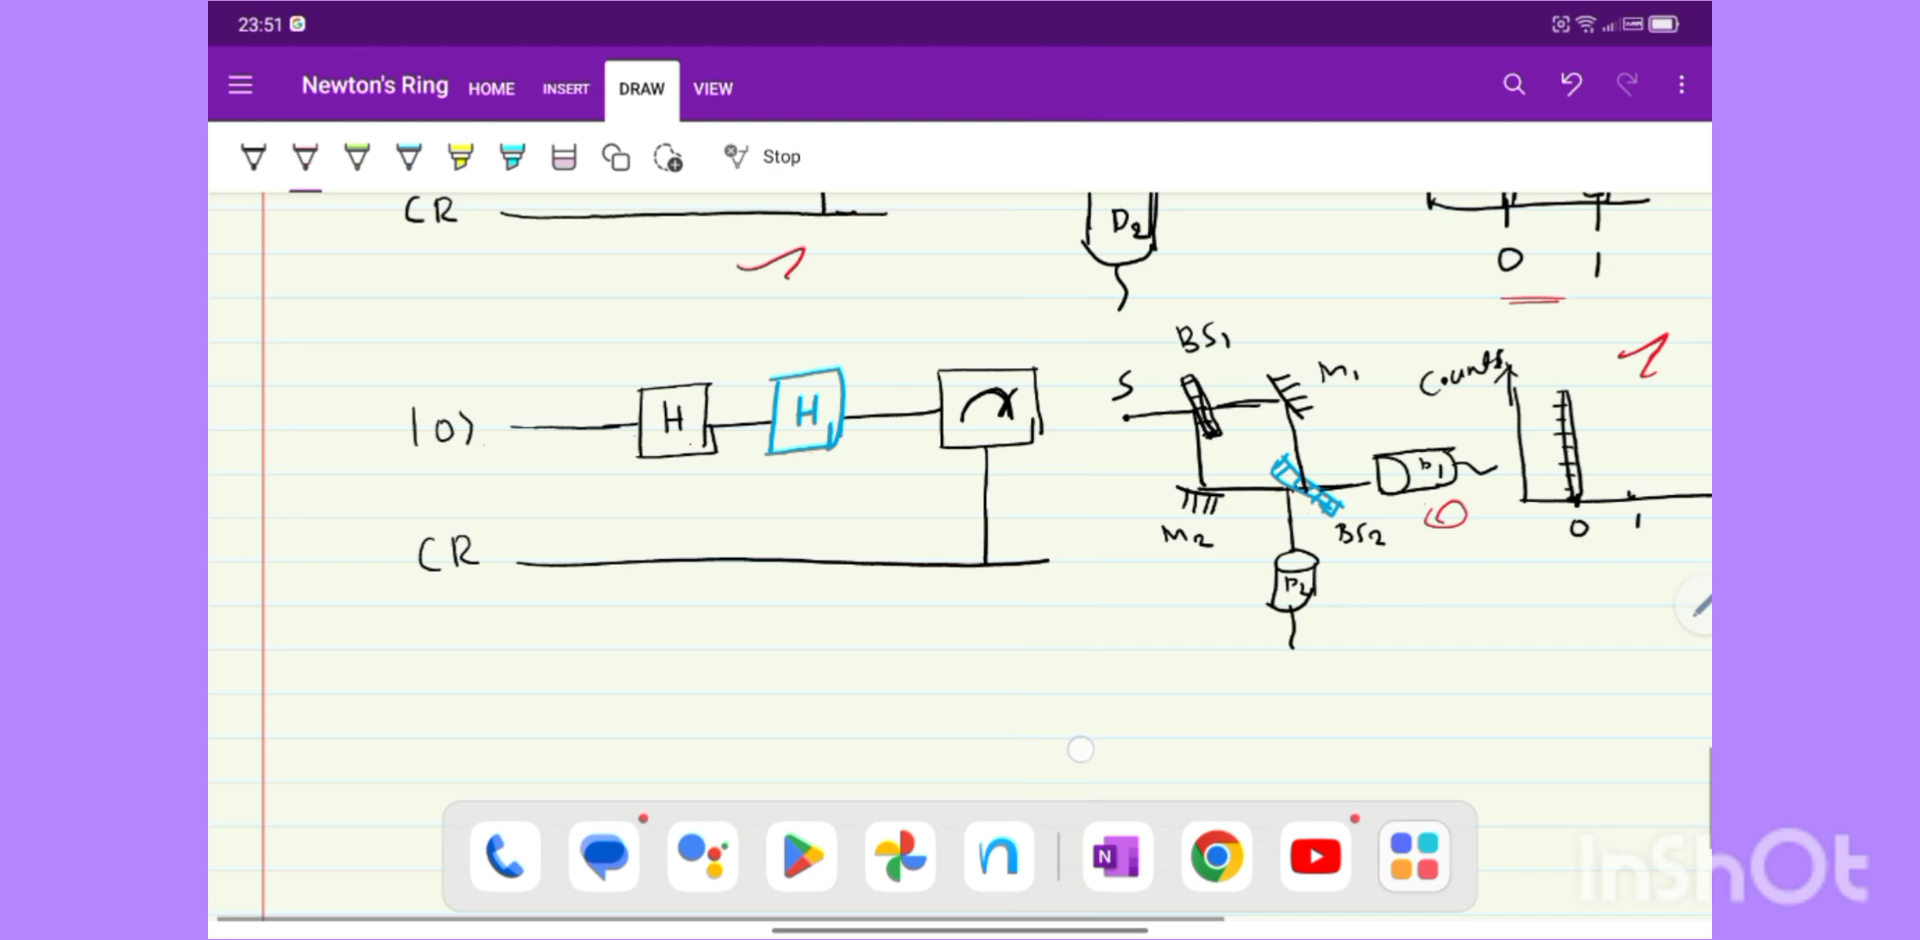 23:51
Newton's Ring HOME INSERT DRAW VIEW
Stop
CR
D2
0 1
BS1
S
M1
Counts
|0>
H
H
D1
0 1
M2
BS2
CR
D2
N
InShOt